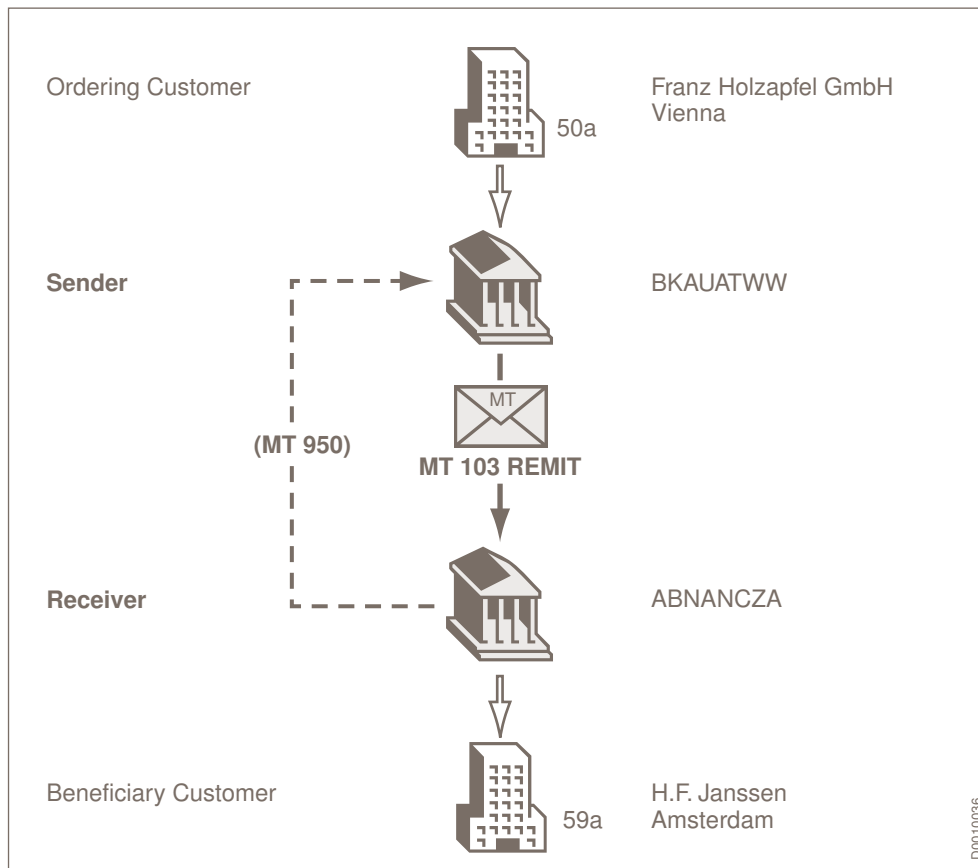 Ordering Customer
50a
Franz Holzapfel GmbH
Vienna
Sender
BKAUATWW
MT
(MT 950)
MT 103 REMIT
Receiver
ABNANCZA
Beneficiary Customer
59a
H.F. Janssen
Amsterdam
D0010036